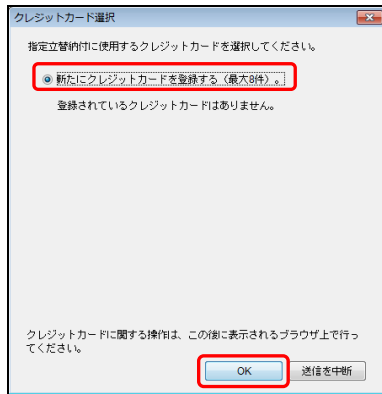 クレジットカード選択
指定立替納付に使用するクレジットカードを選択してください。
新たにクレジットカードを登録する（最大8件）。
登録されているクレジットカードはありません。
クレジットカードに関する操作は、この後に表示されるブラウザ上で行っ
てください。
OK
送信を中断